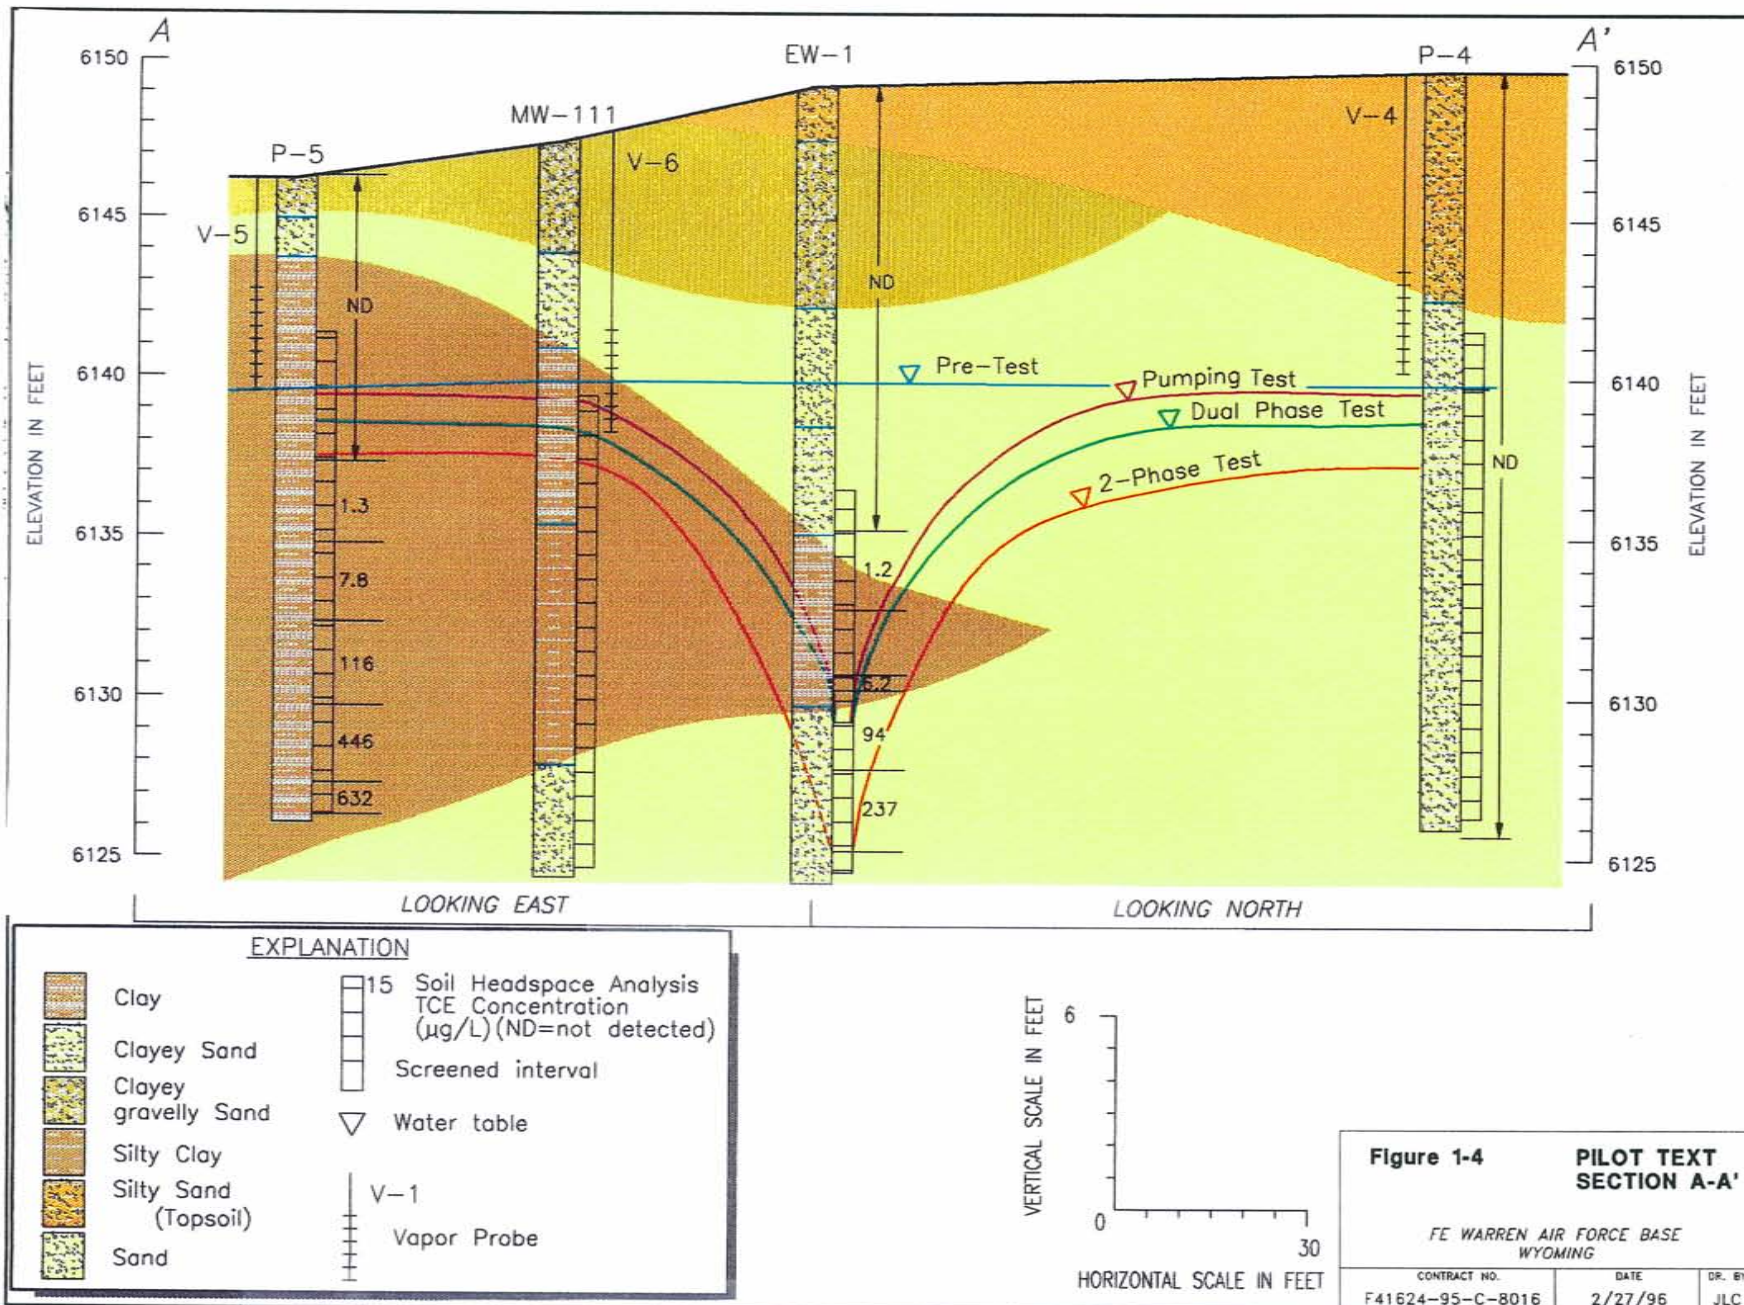 A
A'
EW-1
P-4
6150
6150
MW-111
V-4
P-5
V-6
6145
6145
V-5
ND
ND
ND
Pre-Test
6140
6140
Pumping Test
Dual Phase Test
2-Phase Test
ELEVATION IN FEET
ELEVATION IN FEET
1.3
6135
6135
7.8
1.2
116
6130
6130
6.2
446
94
632
237
6125
6125
LOOKING EAST
LOOKING NORTH
EXPLANATION
Clay
Clayey Sand
Clayey
gravelly Sand
Silty Clay
Silty Sand
(Topsoil)
Sand
15 Soil Headspace Analysis
TCE Concentration
(µg/L)(ND=not detected)
Screened interval
Water table
V-1
Vapor Probe
VERTICAL SCALE IN FEET
6
0
30
HORIZONTAL SCALE IN FEET
Figure 1-4
PILOT TEXT
SECTION A-A'
FE WARREN AIR FORCE BASE
WYOMING
CONTRACT NO.
DATE
DR. BY
F41624-95-C-8016
2/27/96
JLC